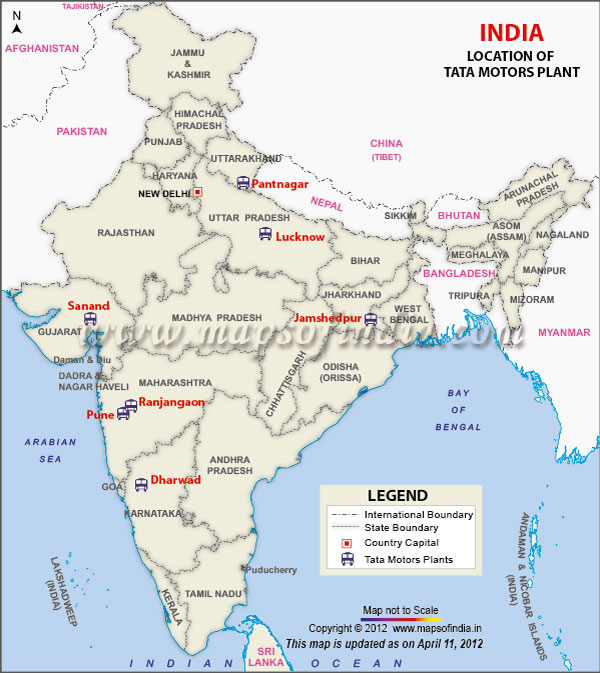 N
TAJIKISTAN
AFGHANISTAN
INDIA
LOCATION OF
TATA MOTORS PLANT
JAMMU
& KASHMIR
PAKISTAN
HIMACHAL
PRADESH
PUNJAB
CHINA
(TIBET)
UTTARAKHAND
HARYANA
NEW DELHI
Pantnagar
NEPAL
ARUNACHAL
PRADESH
SIKKIM
BHUTAN
RAJASTHAN
UTTAR PRADESH
Lucknow
ASOM
(ASSAM)
NAGALAND
BIHAR
MEGHALAYA
BANGLADESH
MANIPUR
JHARKHAND
TRIPURA
MIZORAM
Sanand
GUJARAT
MADHYA PRADESH
Jamshedpur
WEST
BENGAL
MYANMAR
www.mapsofindia.com
Daman & Diu
DADRA &
NAGAR HAVELI
MAHARASHTRA
CHHATTISGARH
ODISHA
(ORISSA)
Ranjangaon
Pune
BAY
OF
BENGAL
ARABIAN
SEA
ANDHRA
PRADESH
Dharwad
GOA
KARNATAKA
LEGEND
International Boundary
State Boundary
Country Capital
Tata Motors Plants
LAKSHADWEEP
(INDIA)
ANDAMAN & NICOBAR ISLANDS
(INDIA)
Puducherry
KERALA
TAMIL NADU
Map not to Scale
Copyright © 2012 www.mapsofindia.in
This map is updated as on April 11, 2012
SRI
LANKA
INDIAN OCEAN